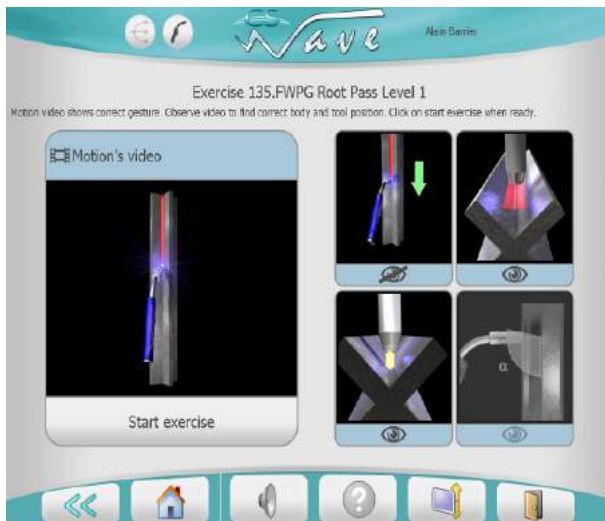 Wave
Alain Barrier
Exercise 135.FWPG Root Pass Level 1
Motion video shows correct gesture. Observe video to find correct body and tool position. Click on start exercise when ready.
Motion's video
α
Start exercise
?